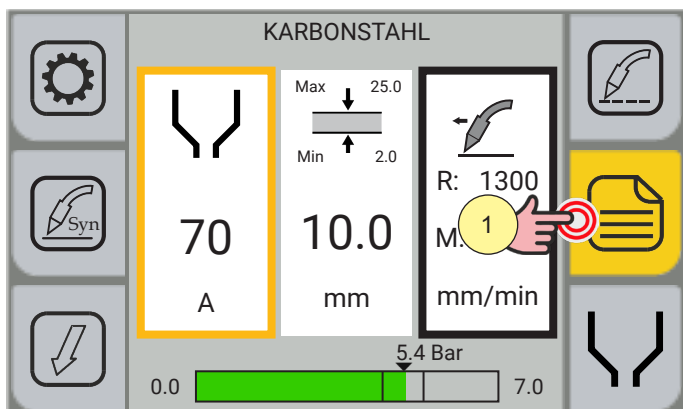 KARBONSTAHL
Syn
70
A
Max 25.0
Min 2.0
10.0
mm
R: 1300
M:
1
mm/min
5.4 Bar
0.0 7.0